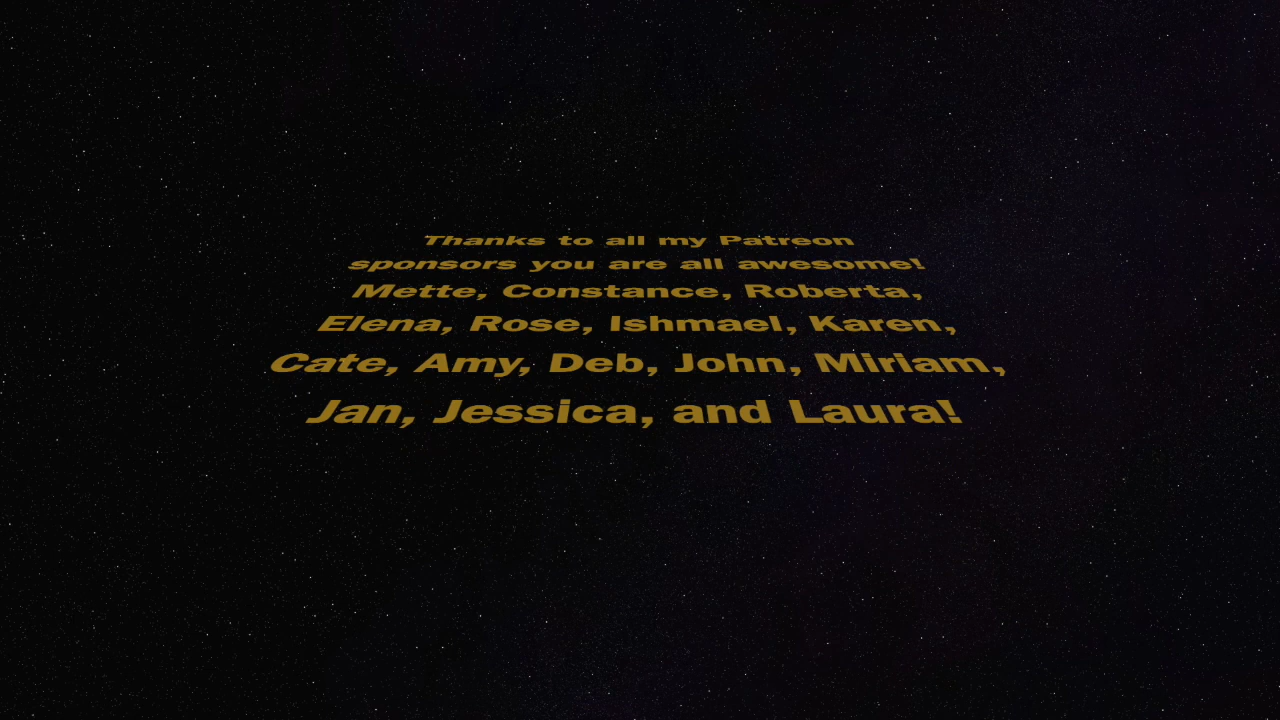 Thanks to all my Patreon
sponsors you are all awesome!
Mette, Constance, Roberta,
Elena, Rose, Ishmael, Karen,
Cate, Amy, Deb, John, Miriam,
Jan, Jessica, and Laura!